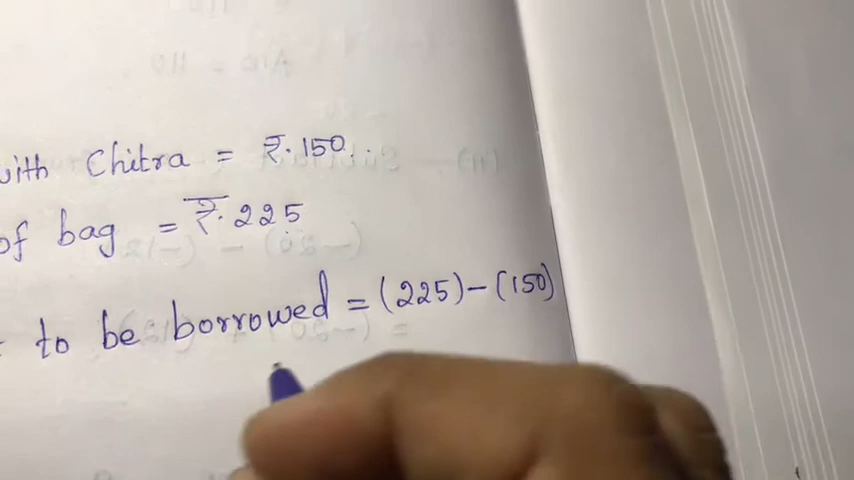 with Chitra = ₹.150..
of bag = ₹.225
to be borrowed = (225)-(150)